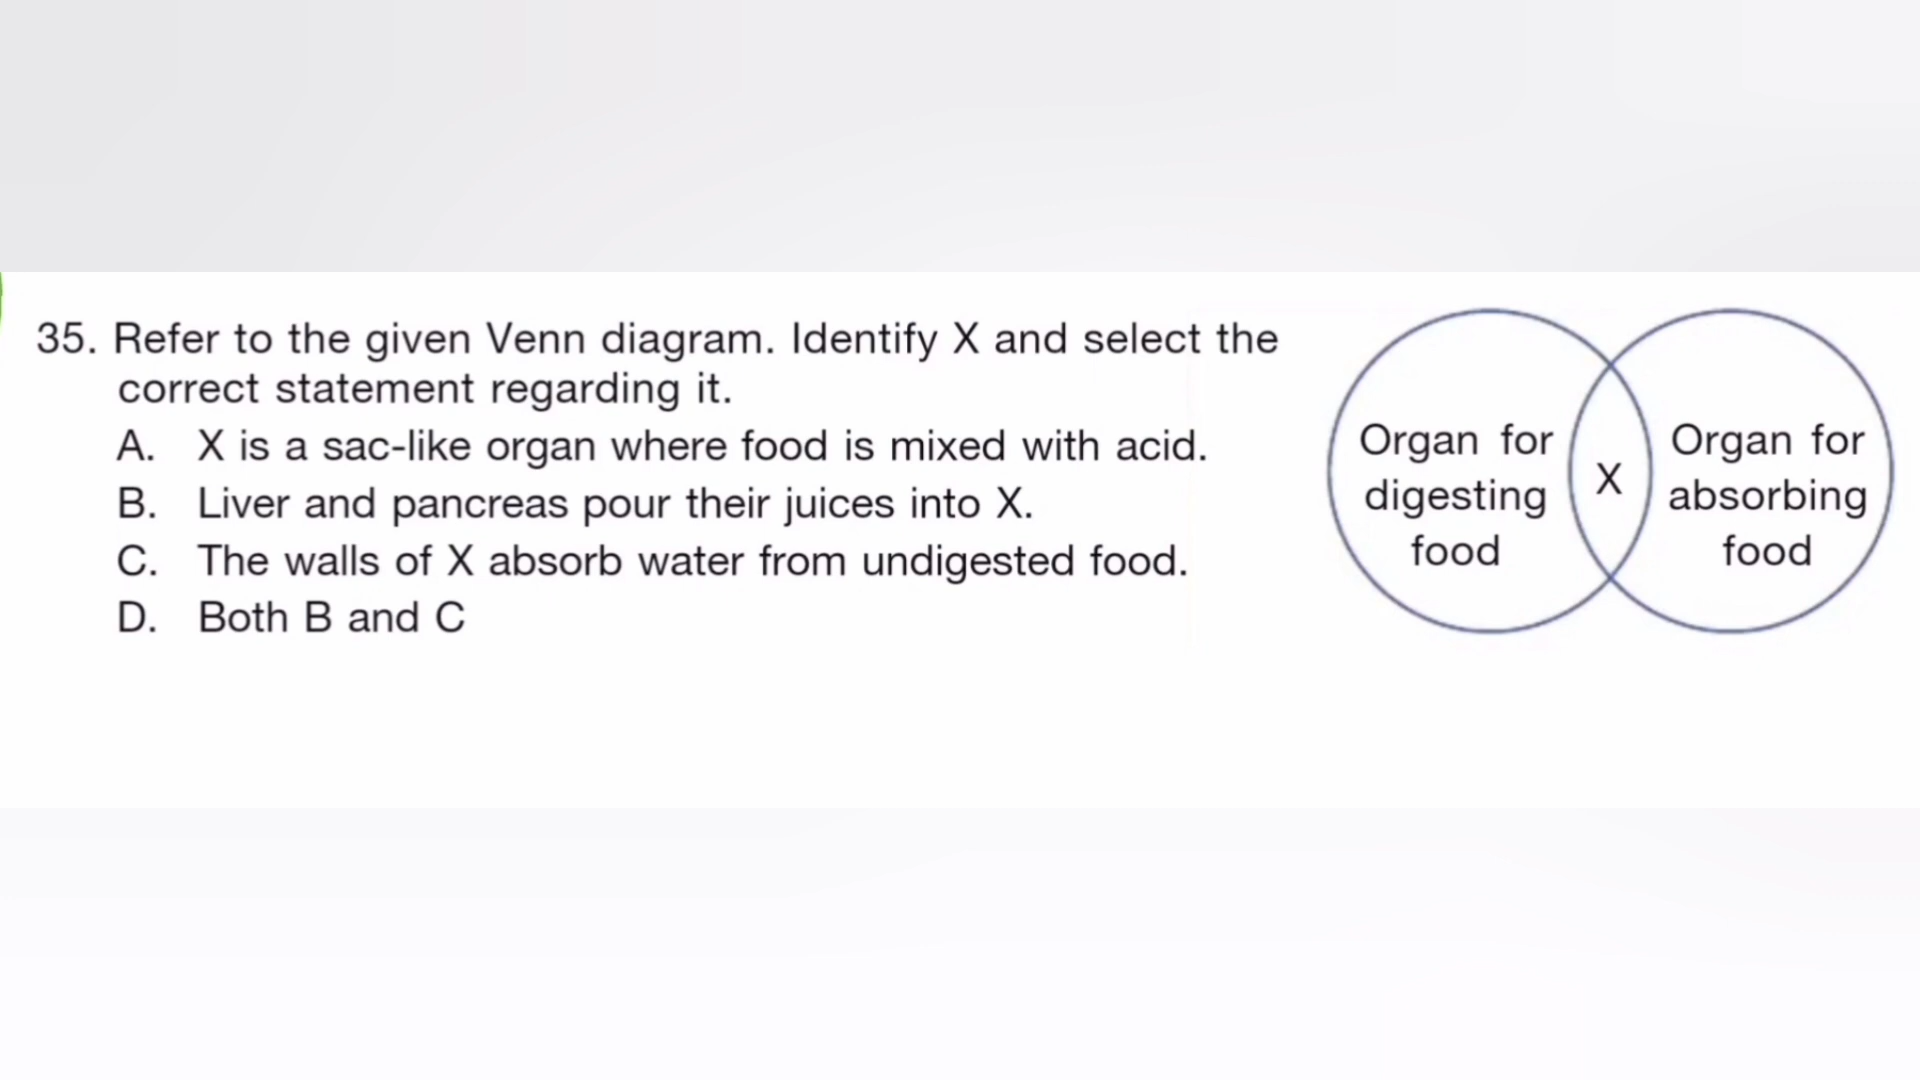 35. Refer to the given Venn diagram. Identify X and select the
correct statement regarding it.
A. X is a sac-like organ where food is mixed with acid.
B. Liver and pancreas pour their juices into X.
C. The walls of X absorb water from undigested food.
D. Both B and C
Organ for
digesting
food
X
Organ for
absorbing
food